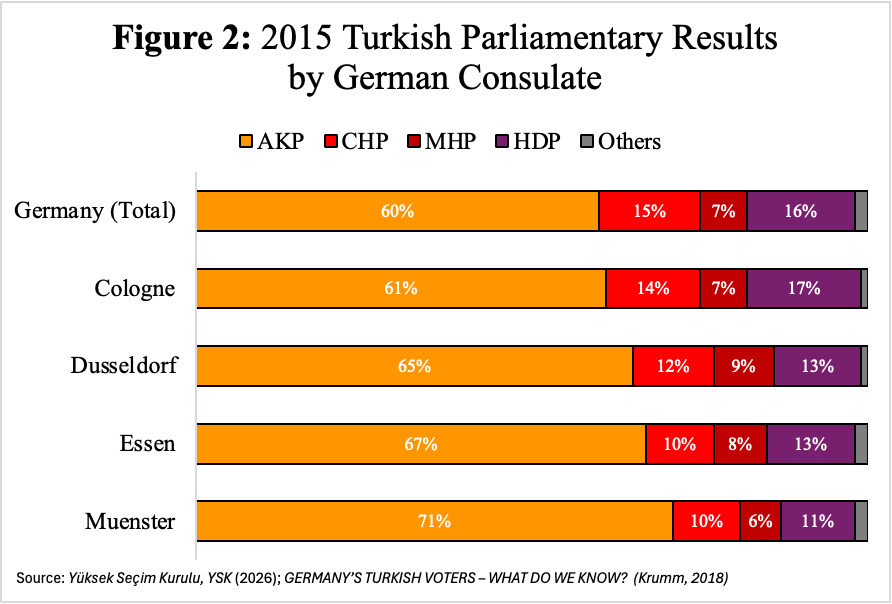 Figure 2: 2015 Turkish Parliamentary Results
by German Consulate
AKP CHP MHP HDP Others
Germany (Total) 60% 15% 7% 16%
Cologne 61% 14% 7% 17%
Dusseldorf 65% 12% 9% 13%
Essen 67% 10% 8% 13%
Muenster 71% 10% 6% 11%
Source: Yüksek Seçim Kurulu, YSK (2026); GERMANY'S TURKISH VOTERS – WHAT DO WE KNOW? (Krumm, 2018)